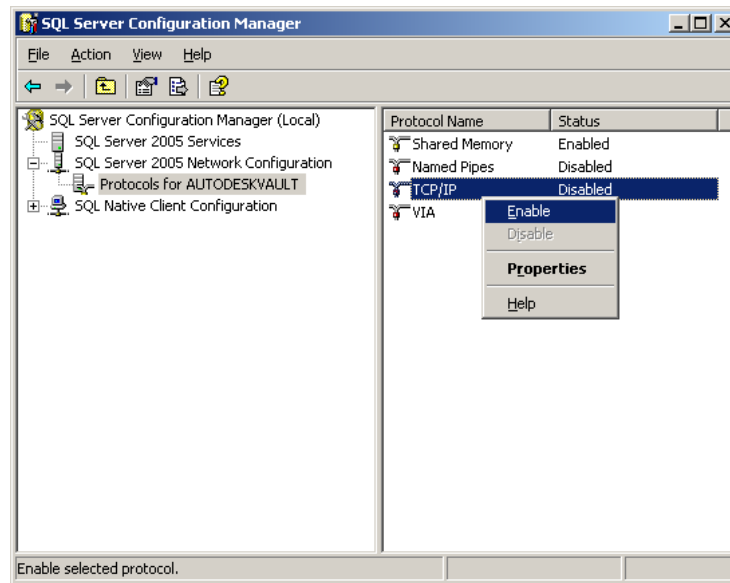 SQL Server Configuration Manager
File Action View Help
SQL Server Configuration Manager (Local)
SQL Server 2005 Services
SQL Server 2005 Network Configuration
Protocols for AUTODESKVAULT
SQL Native Client Configuration
Protocol Name Status
Shared Memory Enabled
Named Pipes Disabled
TCP/IP Disabled
VIA
Enable
Disable
Properties
Help
Enable selected protocol.